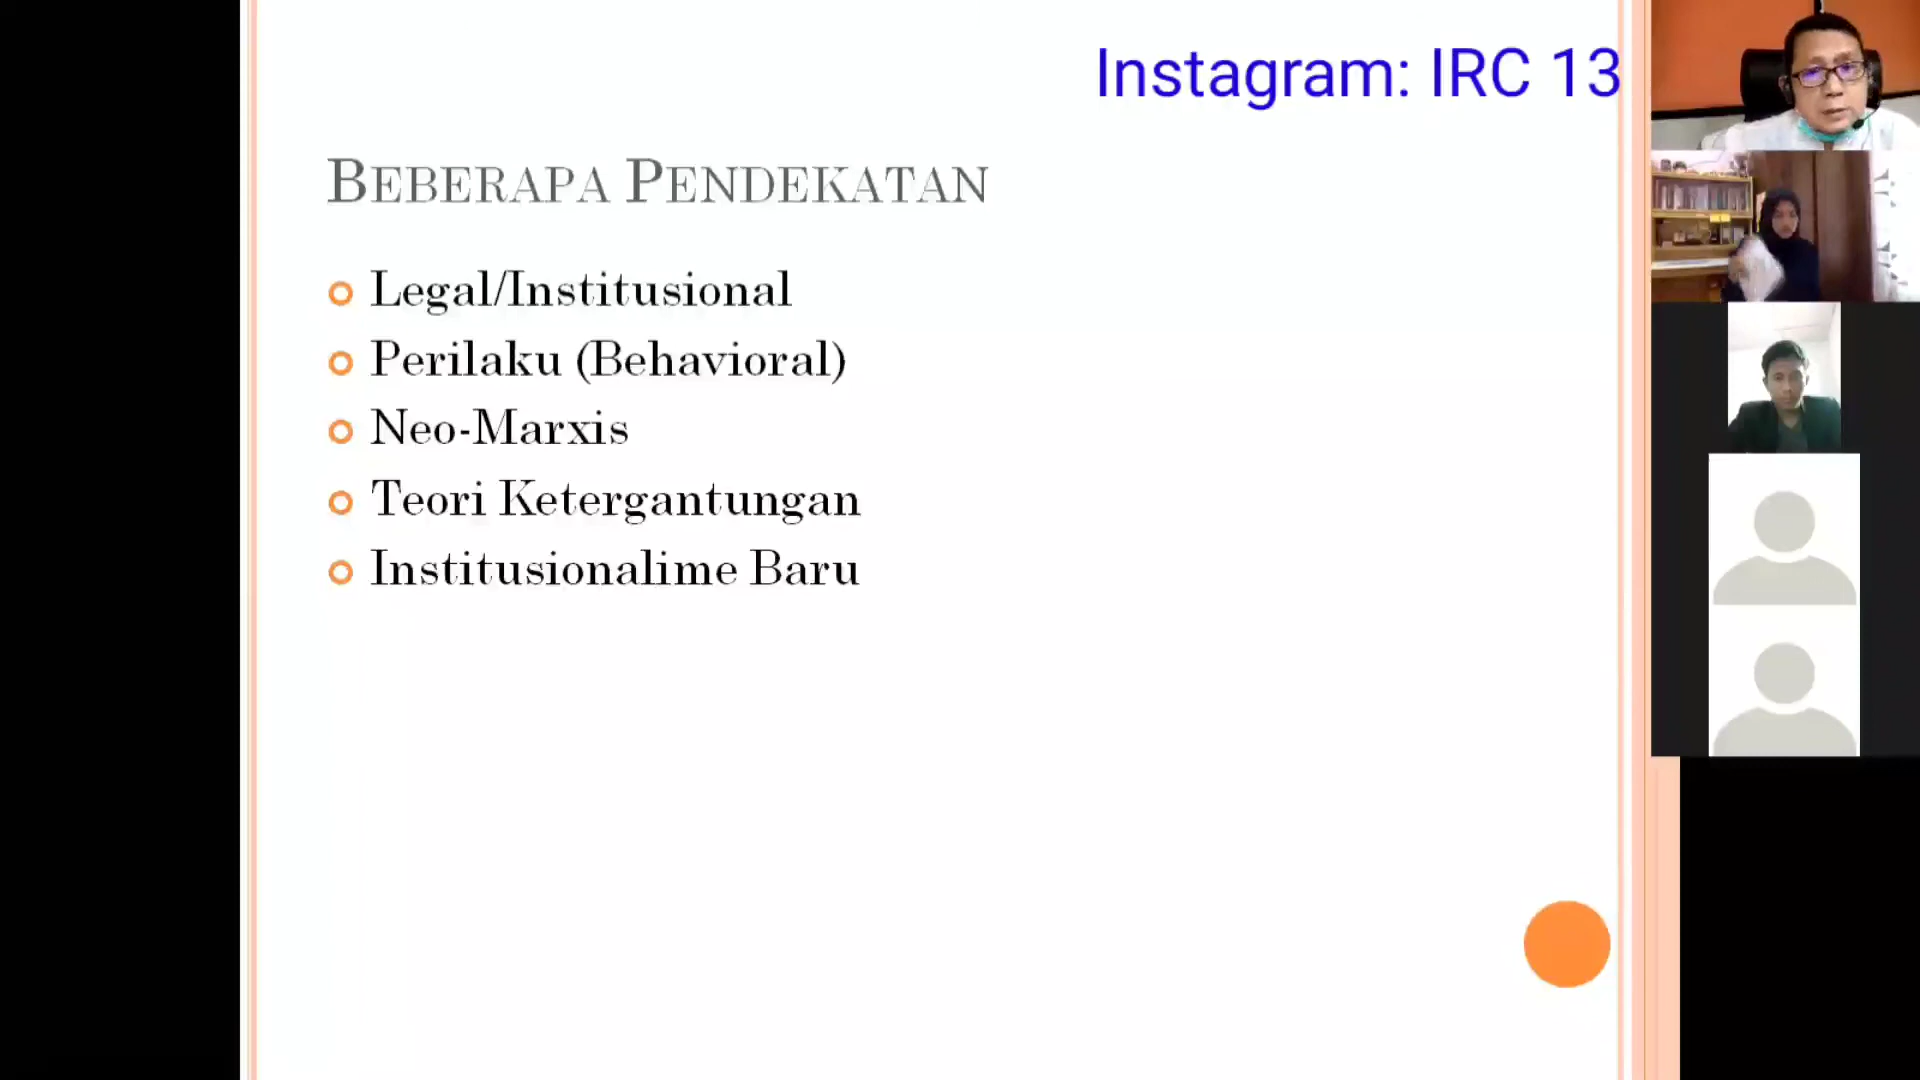 Instagram: IRC 13
BEBERAPA PENDEKATAN
Legal/Institusional
Perilaku (Behavioral)
Neo-Marxis
Teori Ketergantungan
Institusionalime Baru